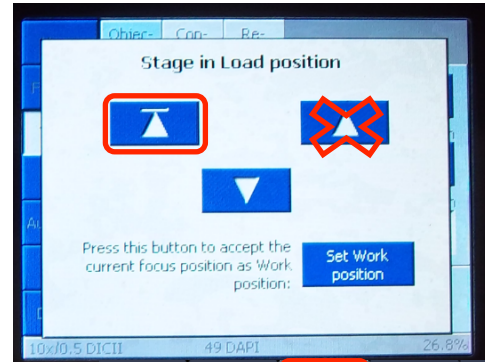 Objec- Con- Re-
Stage in Load position
Press this button to accept the
current focus position as Work
position:
Set Work
position
10x/0.5 DICII 49 DAPI 26.8%